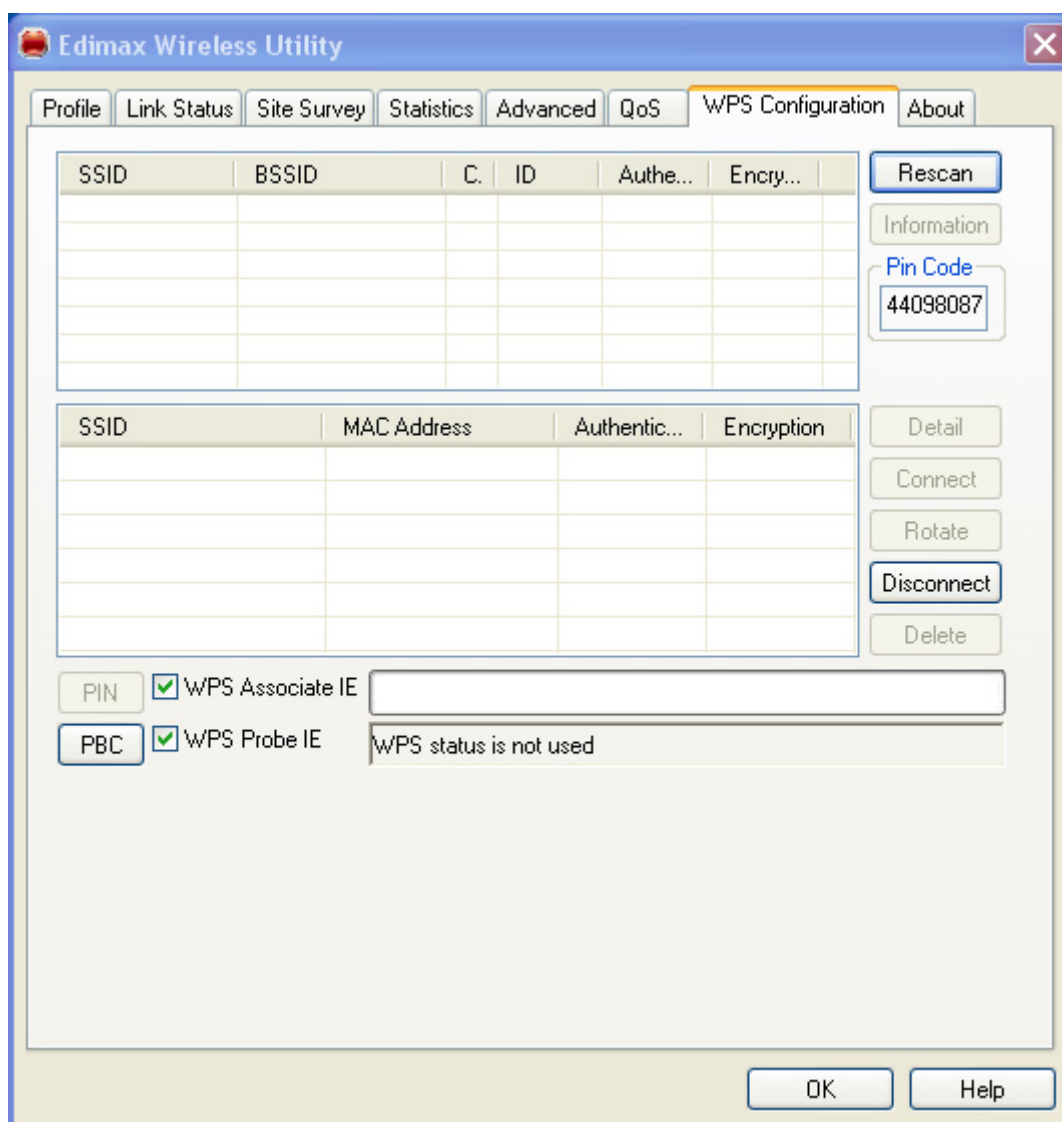 Edimax Wireless Utility
Profile Link Status Site Survey Statistics Advanced QoS WPS Configuration About
SSID BSSID C. ID Authe... Encry... Rescan
Information
Pin Code
44098087
SSID MAC Address Authentic... Encryption Detail
Connect
Rotate
Disconnect
Delete
PIN WPS Associate IE
PBC WPS Probe IE WPS status is not used
OK Help